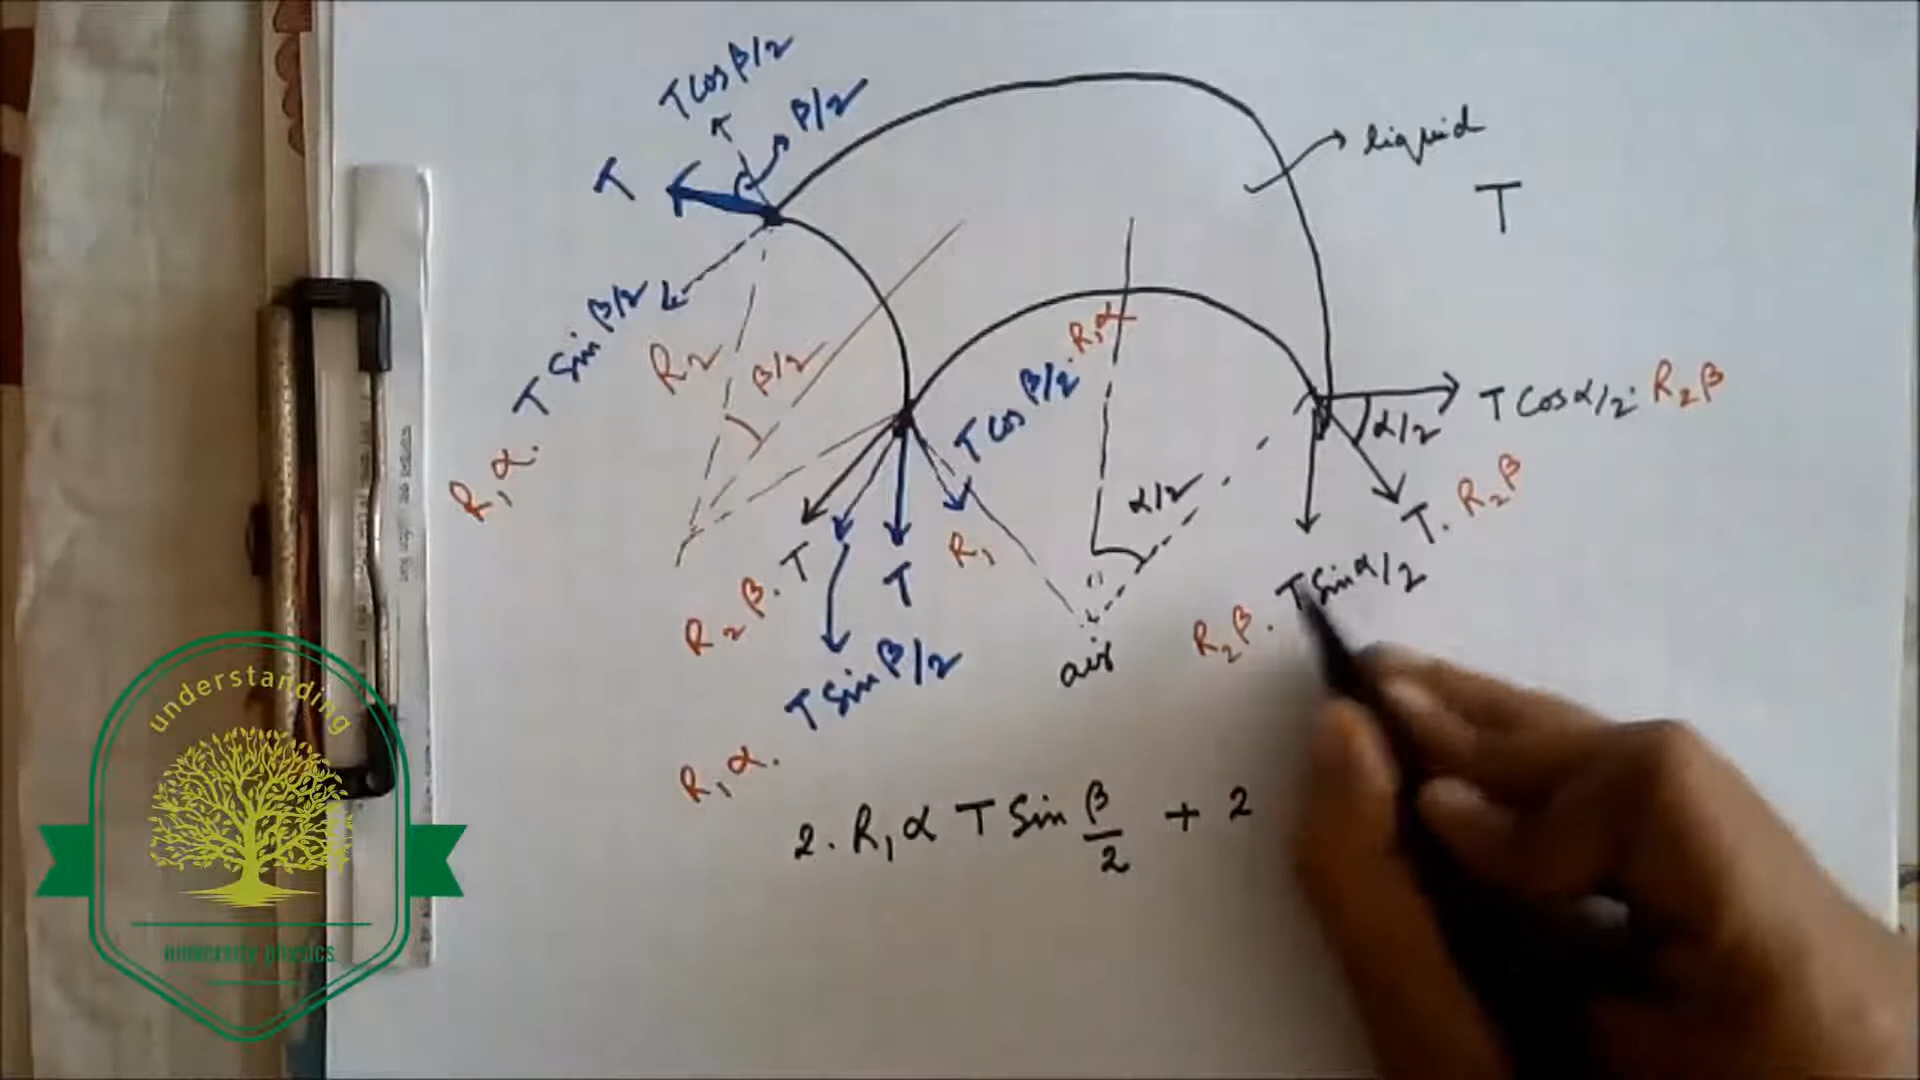 T cos β/2
β/2
T
liquid
T
T sin β/2
R₁α.
R₂
β/2
R₁α
T cos β/2 .
T cos α/2 . R₂β
α/2
T. R₂β
α/2
R₁
T
R₂β.
T
T sin α/2
R₂β.
air
T sin β/2
R₁α.
2. R₁α T sin β/2 + 2
understanding
university physics